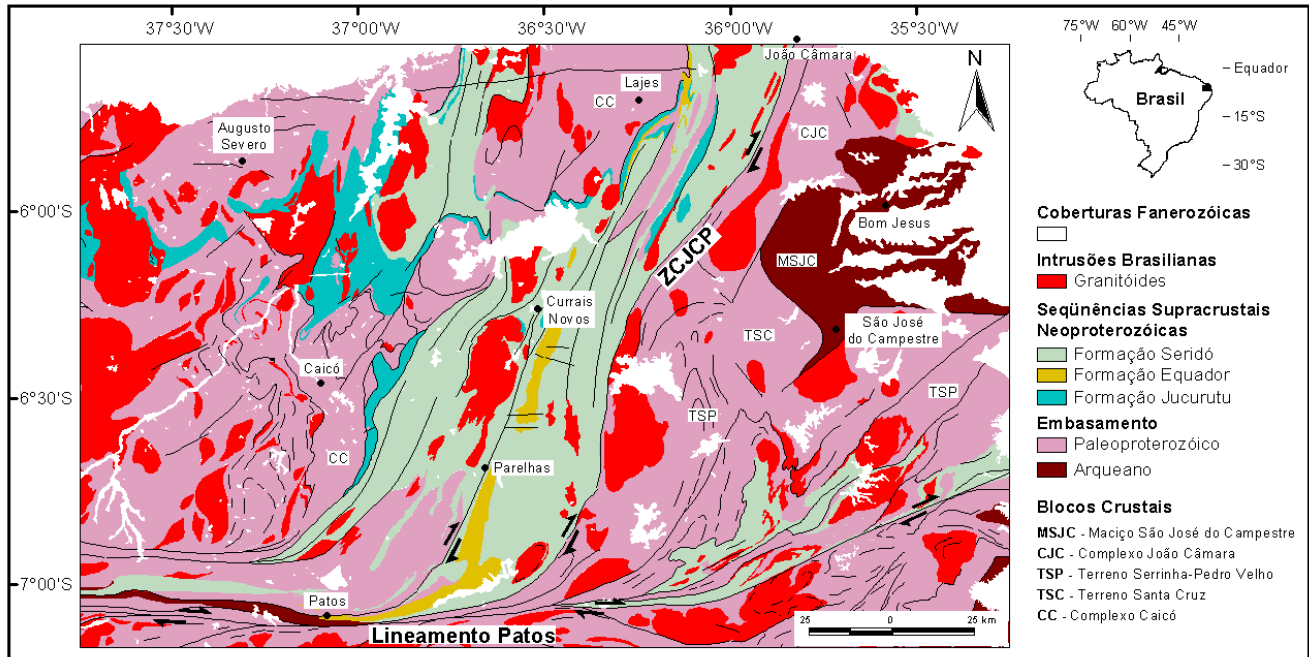 37°30'W
37°00'W
36°30'W
36°00'W
35°30'W
75°W 60°W 45°W
João Câmara
N
Lajes
CC
Equador
Brasil
15°S
30°S
Augusto
Severo
CJC
6°00'S
Bom Jesus
MSJC
ZCJCP
Currais
Novos
São José
do Campestre
TSC
Caicó
6°30'S
TSP
TSP
CC
Parelhas
7°00'S
Patos
Lineamento Patos
25 0 25 km
Coberturas Fanerozóicas
Intrusões Brasilianas
Granitóides
Seqünências Supracrustais
Neoproterozóicas
Formação Seridó
Formação Equador
Formação Jucurutu
Embasamento
Paleoproterozóico
Arqueano
Blocos Crustais
MSJC - Maciço São José do Campestre
CJC - Complexo João Câmara
TSP - Terreno Serrinha-Pedro Velho
TSC - Terreno Santa Cruz
CC - Complexo Caicó